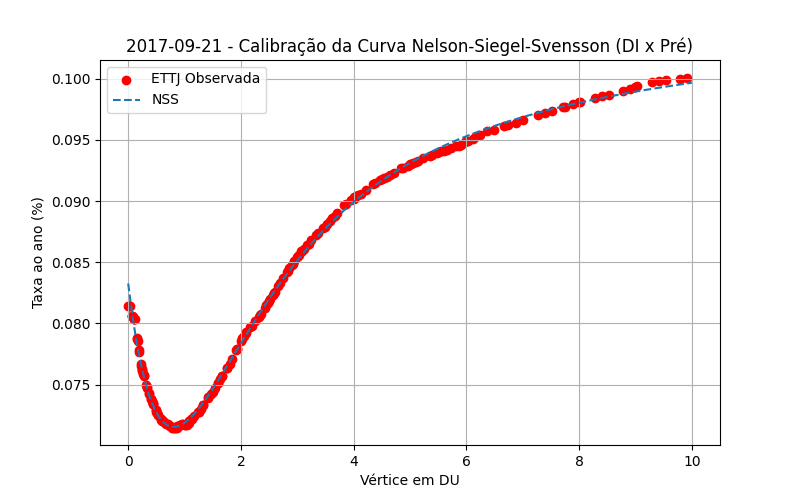 2017-09-21 - Calibração da Curva Nelson-Siegel-Svensson (DI x Pré)
ETTJ Observada
NSS
Taxa ao ano (%)
0.100
0.095
0.090
0.085
0.080
0.075
0 2 4 6 8 10
Vértice em DU